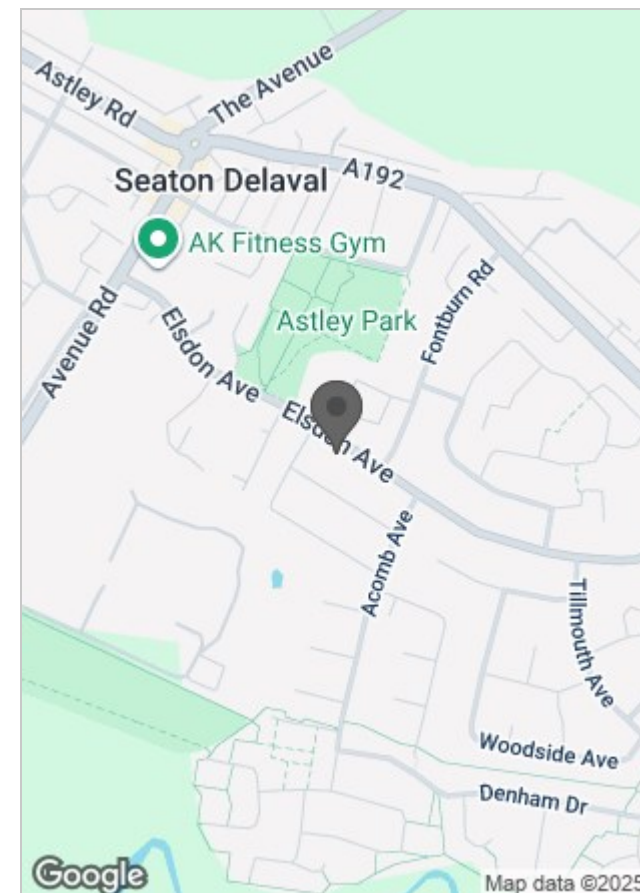 Astley Rd
The Avenue
Seaton Delaval
A192
AK Fitness Gym
Avenue Rd
Elsdon Ave
Astley Park
Fontburn Rd
Elsdon Ave
Acomb Ave
Tillmouth Ave
Woodside Ave
Denham Dr
Google
Map data ©2025